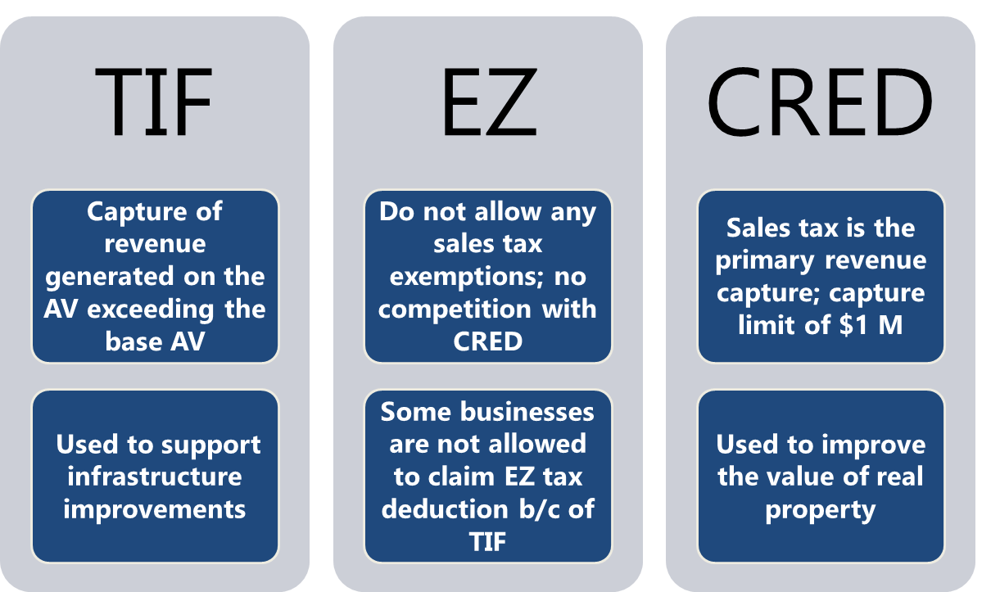 TIF
Capture of
revenue
generated on the
AV exceeding the
base AV
Used to support
infrastructure
improvements
EZ
Do not allow any
sales tax
exemptions; no
competition with
CRED
Some businesses
are not allowed
to claim EZ tax
deduction b/c of
TIF
CRED
Sales tax is the
primary revenue
capture; capture
limit of $1 M
Used to improve
the value of real
property